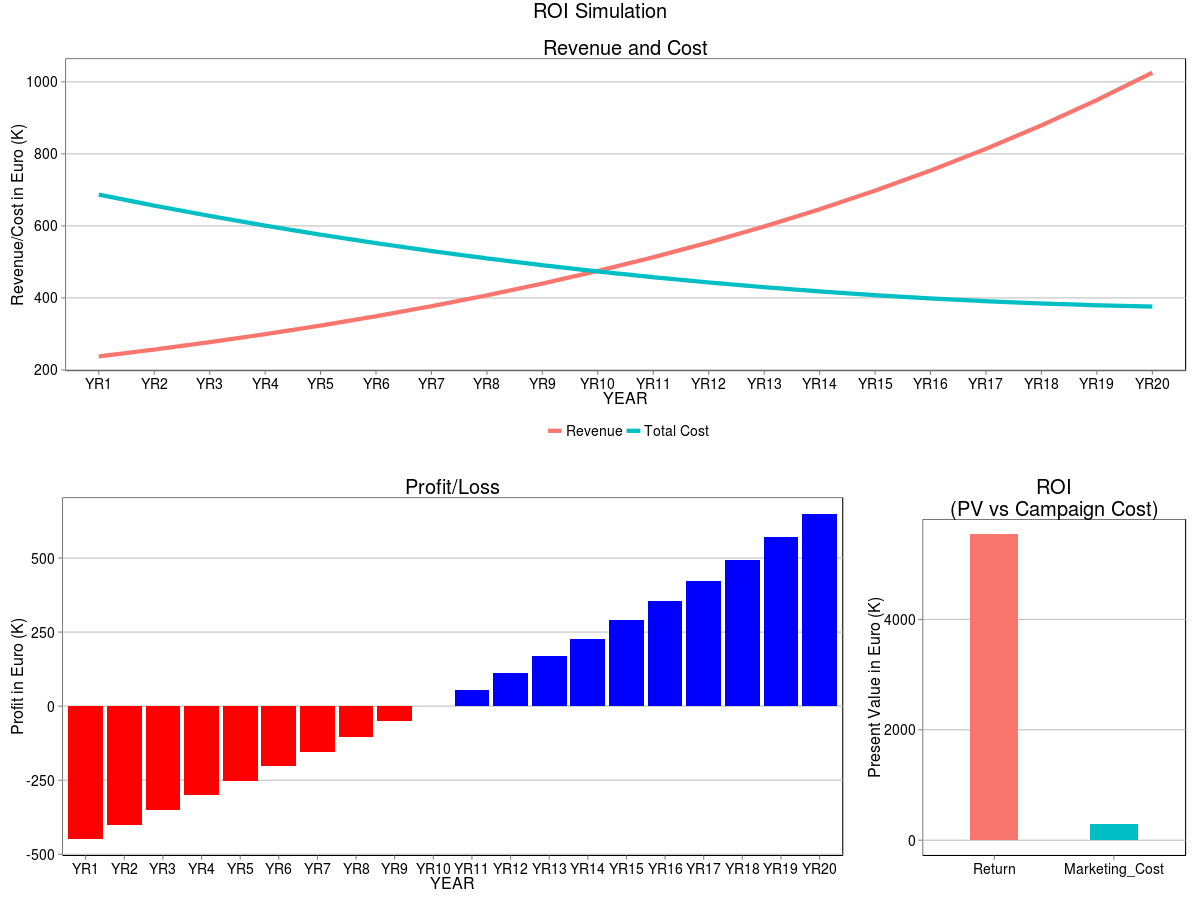 ROI Simulation
Revenue and Cost
Revenue/Cost in Euro (K)
1000
800
600
400
200
YR1 YR2 YR3 YR4 YR5 YR6 YR7 YR8 YR9 YR10 YR11 YR12 YR13 YR14 YR15 YR16 YR17 YR18 YR19 YR20
YEAR
Revenue Total Cost
Profit/Loss
Profit in Euro (K)
500
250
0
-250
-500
YR1 YR2 YR3 YR4 YR5 YR6 YR7 YR8 YR9 YR10 YR11 YR12 YR13 YR14 YR15 YR16 YR17 YR18 YR19 YR20
YEAR
ROI
(PV vs Campaign Cost)
Present Value in Euro (K)
4000
2000
0
Return Marketing_Cost